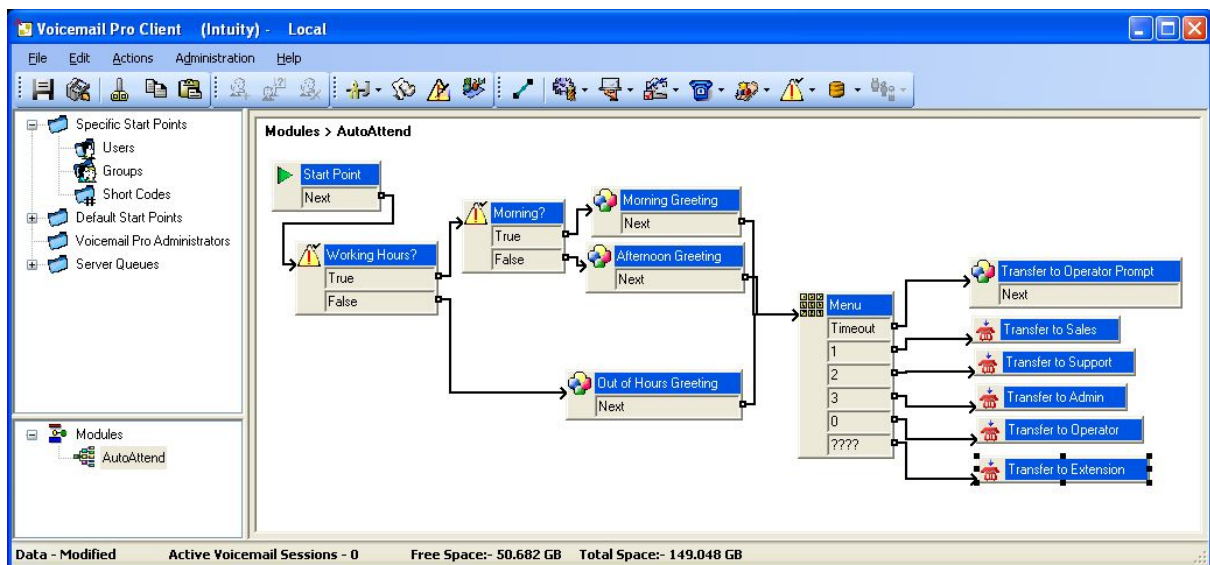 Voicemail Pro Client (Intuity) - Local
File Edit Actions Administration Help
Specific Start Points
Users
Groups
Short Codes
Default Start Points
Voicemail Pro Administrators
Server Queues
Modules
AutoAttend
Modules > AutoAttend
Start Point
Next
Working Hours?
True
False
Morning?
True
False
Morning Greeting
Next
Afternoon Greeting
Next
Out of Hours Greeting
Next
Menu
Timeout
1
2
3
0
????
Transfer to Operator Prompt
Next
Transfer to Sales
Transfer to Support
Transfer to Admin
Transfer to Operator
Transfer to Extension
Data - Modified Active Voicemail Sessions - 0 Free Space:- 50.682 GB Total Space:- 149.048 GB